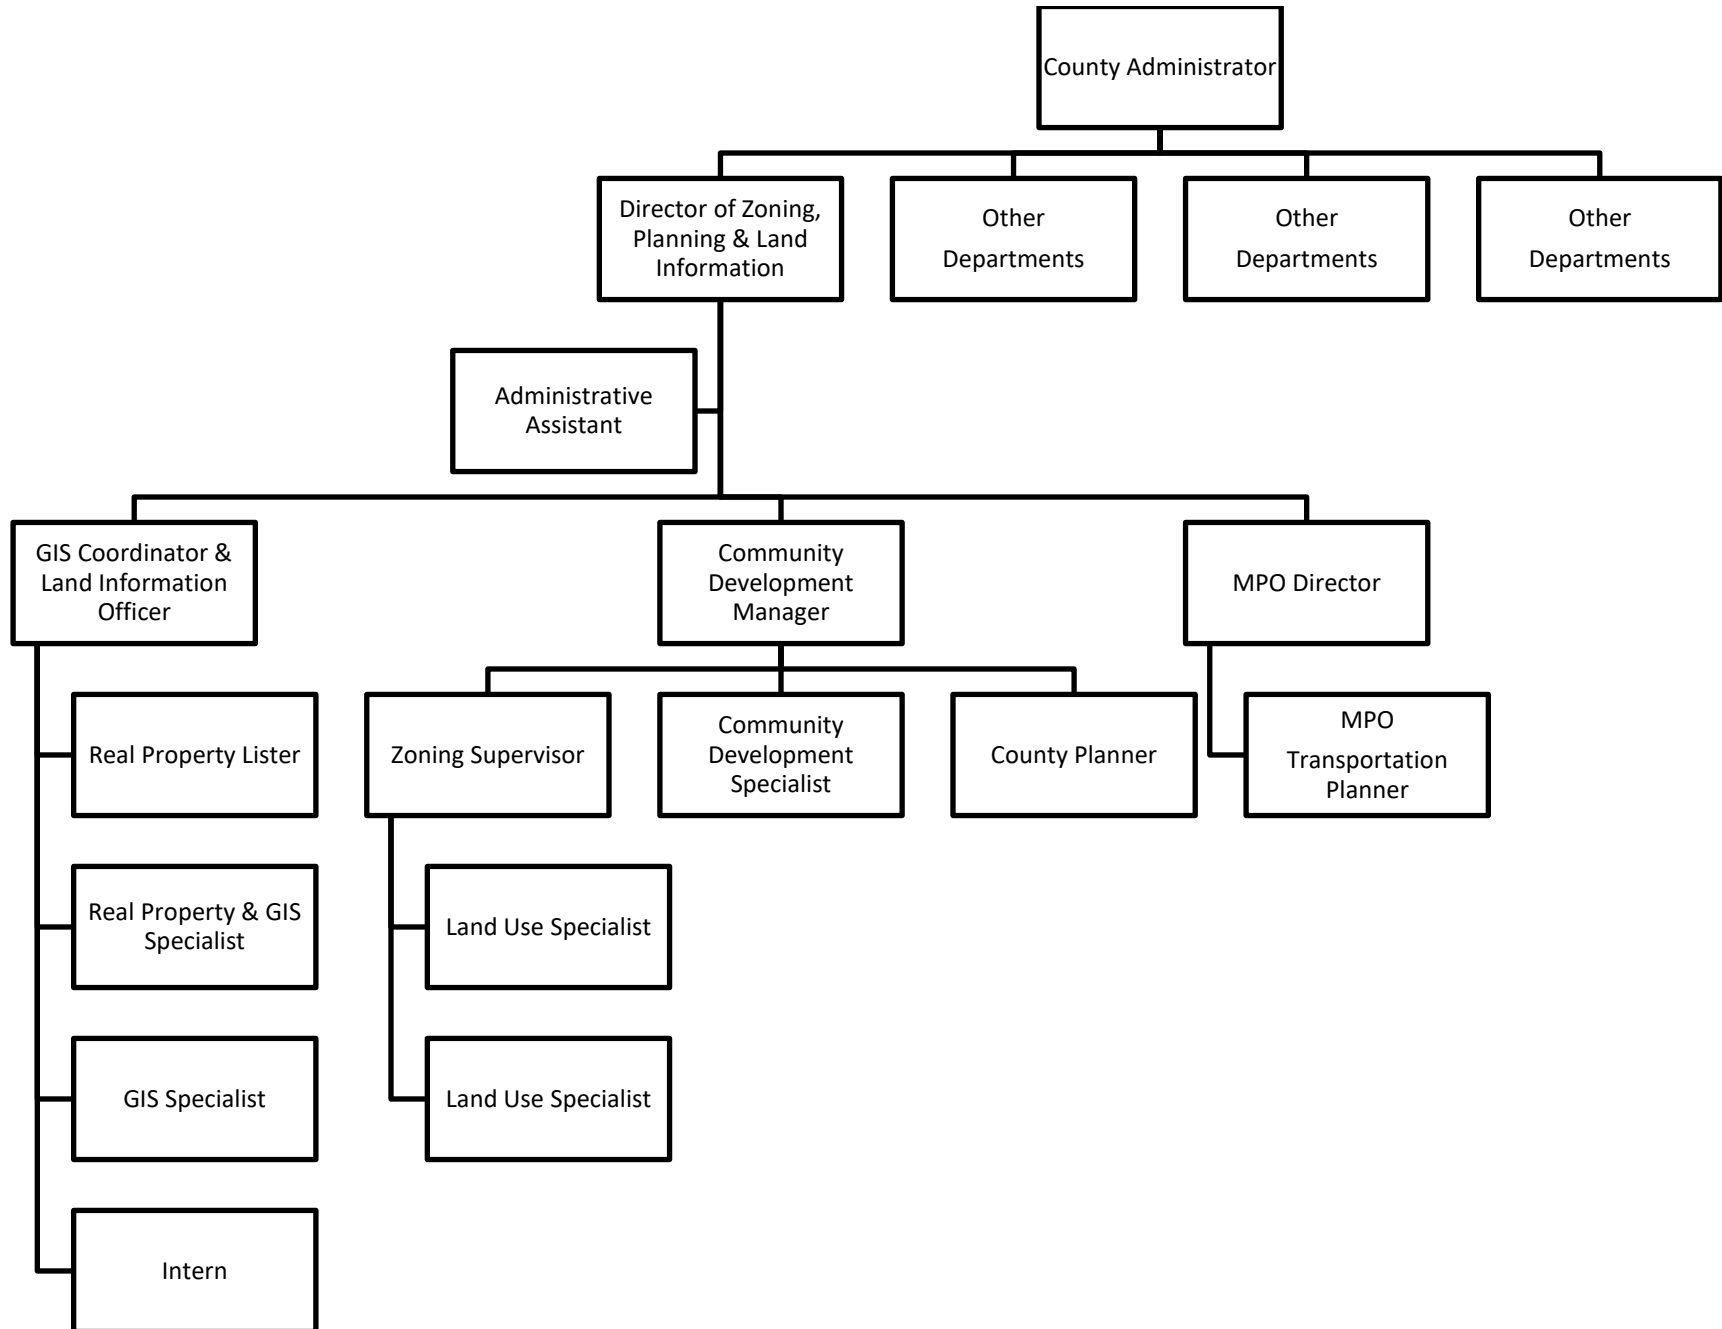 County Administrator
Director of Zoning,
Planning & Land
Information
Other
Departments
Other
Departments
Other
Departments
Administrative
Assistant
GIS Coordinator &
Land Information
Officer
Community
Development
Manager
MPO Director
Real Property Lister
Zoning Supervisor
Community
Development
Specialist
County Planner
MPO
Transportation
Planner
Real Property & GIS
Specialist
Land Use Specialist
GIS Specialist
Land Use Specialist
Intern